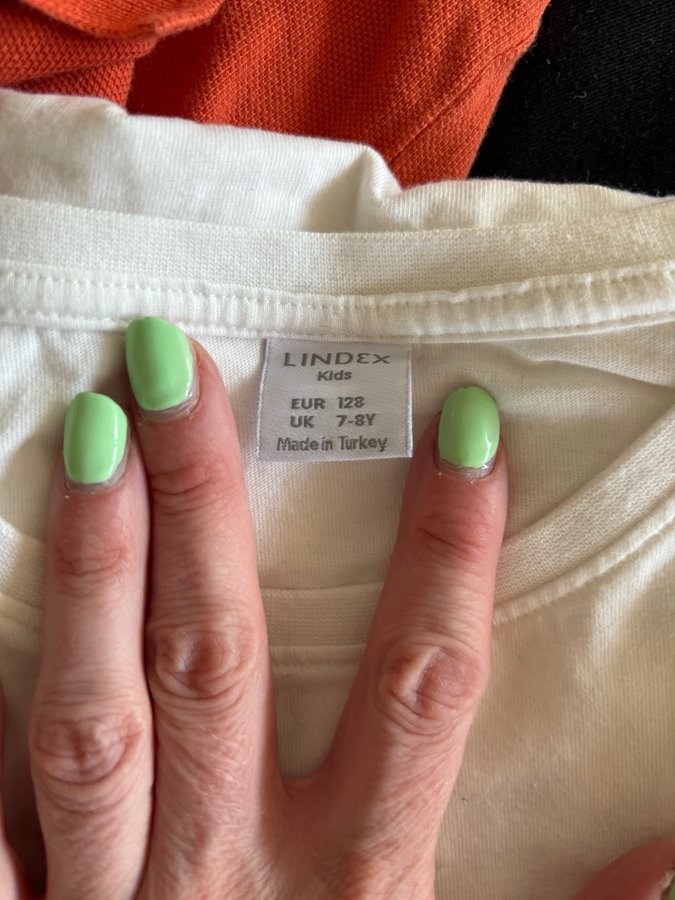 LINDEX
Kids
EUR 128
UK 7-8Y
Made in Turkey